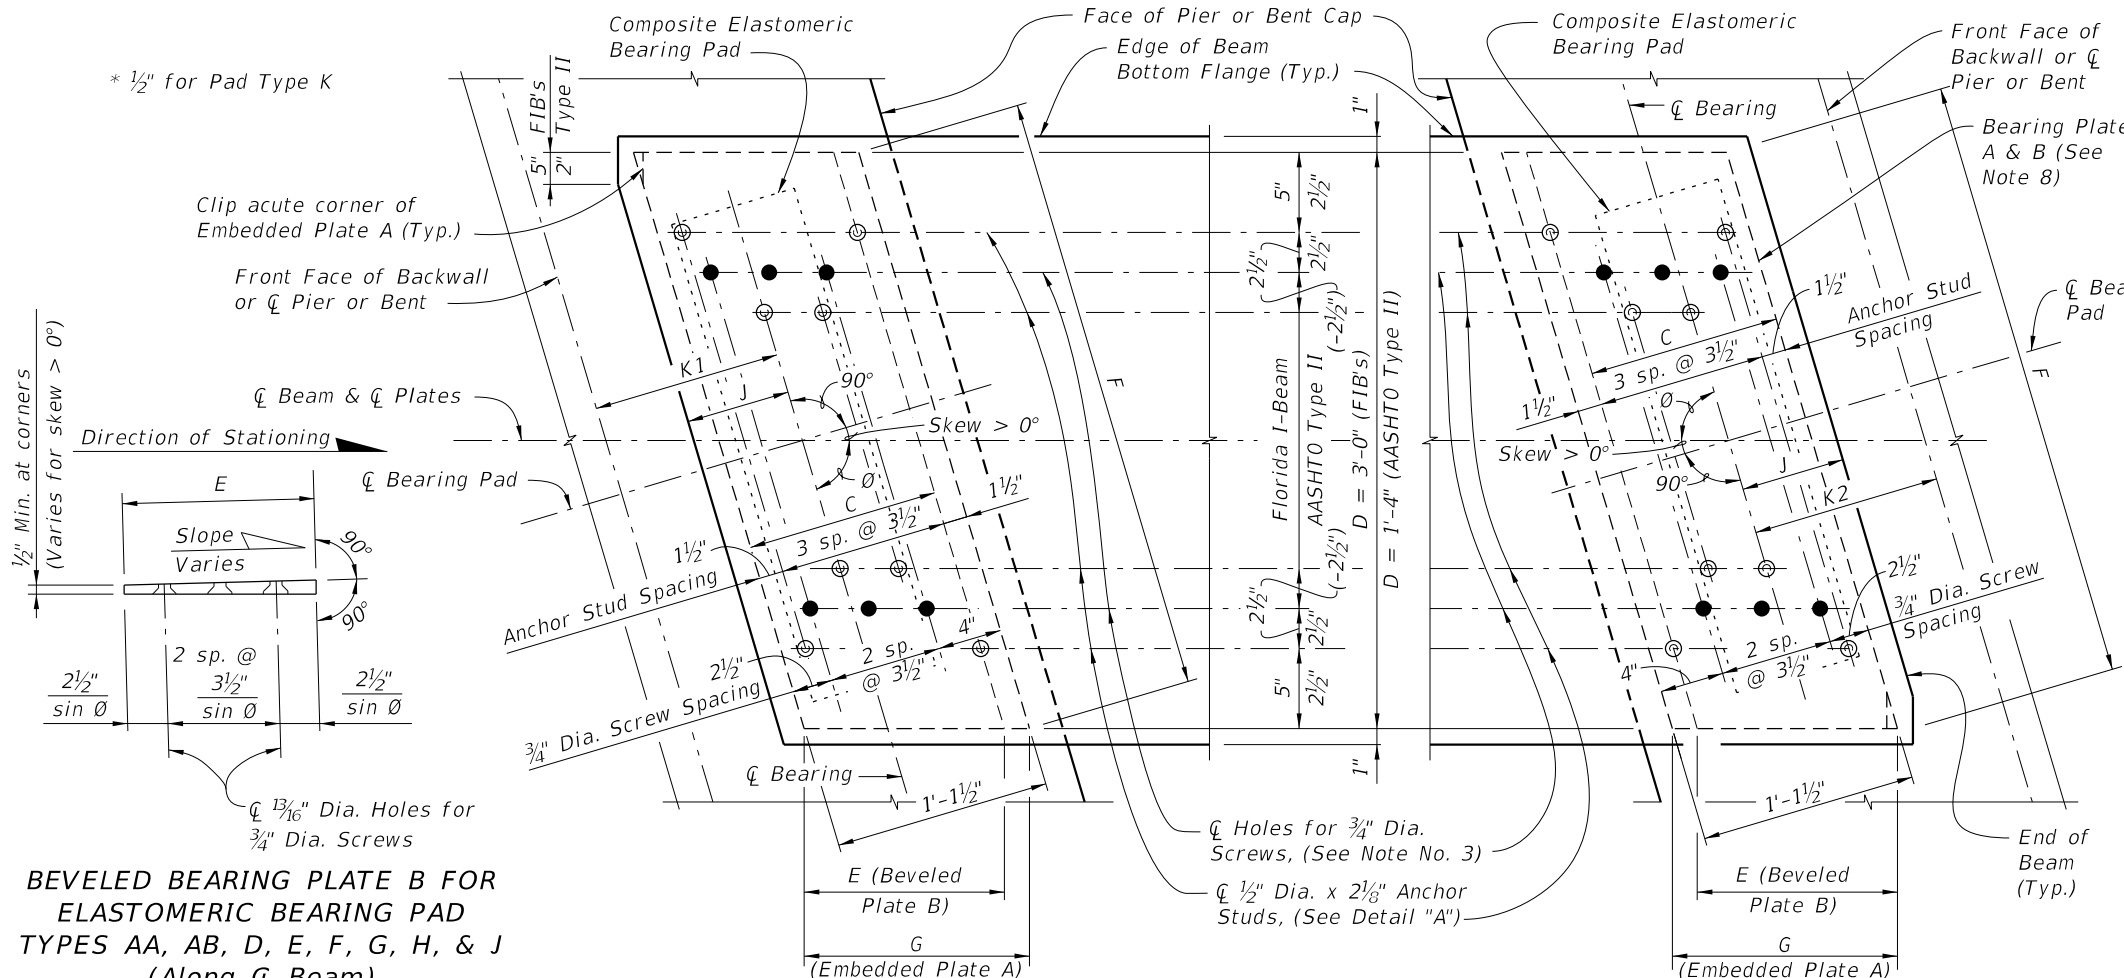 * ½" for Pad Type K
Composite Elastomeric
Bearing Pad
Face of Pier or Bent Cap
Edge of Beam
Bottom Flange (Typ.)
Composite Elastomeric
Bearing Pad
Front Face of
Backwall or ℄
Pier or Bent
℄ Bearing
Bearing Plate
A & B (See
Note 8)
FIB's
Type II
5"
2"
1"
Clip acute corner of
Embedded Plate A (Typ.)
Front Face of Backwall
or ℄ Pier or Bent
℄ Beam & ℄ Plates
Direction of Stationing
℄ Bearing Pad
½" Min. at corners
(Varies for skew > 0°)
E
Slope
Varies
90°
90°
2 sp. @
3½"
sin Ø
2½"
sin Ø
2½"
sin Ø
℄ 13/16" Dia. Holes for
¾" Dia. Screws
BEVELED BEARING PLATE B FOR
ELASTOMERIC BEARING PAD
TYPES AA, AB, D, E, F, G, H, & J
(Along ℄ Beam)
K1
J
90°
Skew > 0°
Ø
F
C
3 sp. @ 3½"
1½"
1½"
Anchor Stud Spacing
2½"
2 sp.
@ 3½"
4"
¾" Dia. Screw Spacing
℄ Bearing
1'-1½"
E (Beveled
Plate B)
G
(Embedded Plate A)
5"
2½"
2½"
2½"
Florida I-Beam
AASHTO Type II
(-2½")
(-2½")
D = 3'-0" (FIB's)
D = 1'-4" (AASHTO Type II)
2½"
2½"
5"
2½"
1"
℄ Holes for ¾" Dia.
Screws, (See Note No. 3)
℄ ½" Dia. x 2⅛" Anchor
Studs, (See Detail "A")
1½"
Anchor Stud
Spacing
C
3 sp. @ 3½"
1½"
Ø
Skew > 0°
90°
J
K2
F
℄ Bea
Pad
2½"
¾" Dia. Screw
Spacing
2 sp.
@ 3½"
4"
1'-1½"
End of
Beam
(Typ.)
E (Beveled
Plate B)
G
(Embedded Plate A)